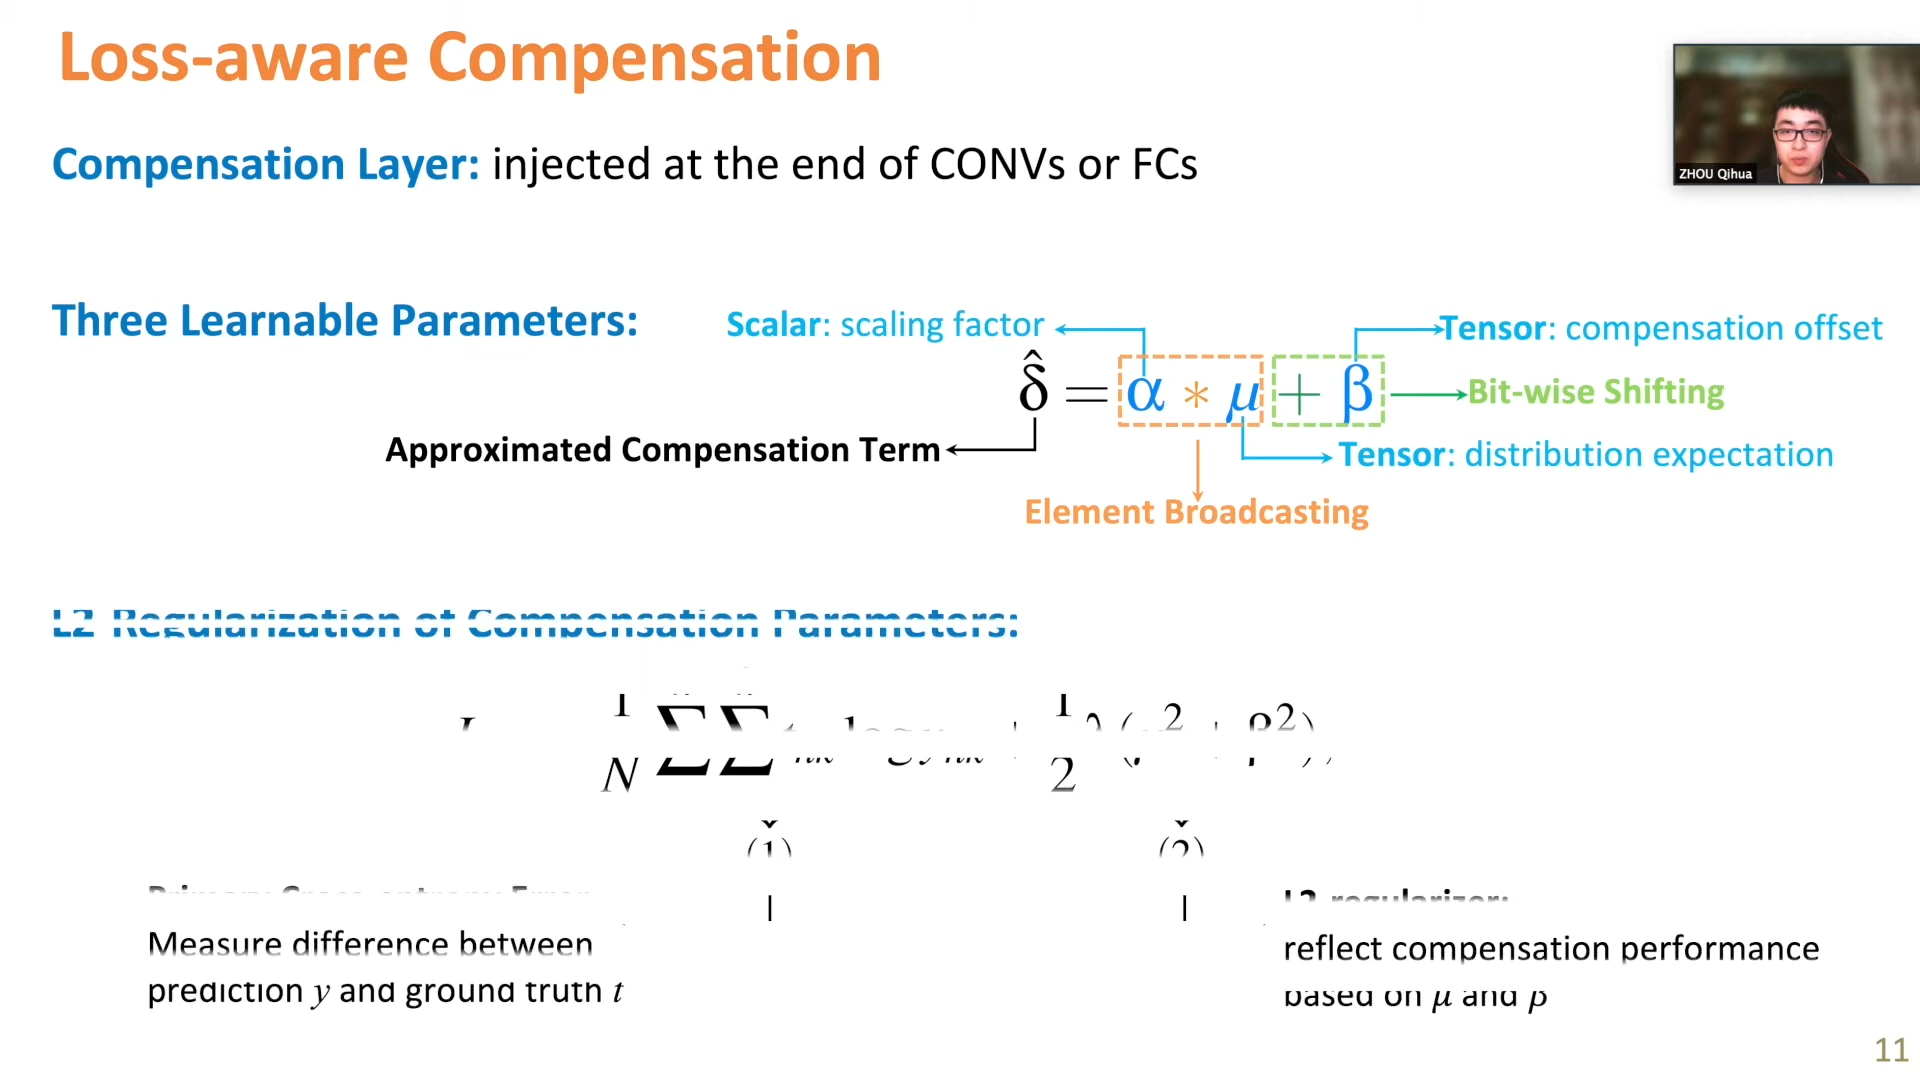 Loss-aware Compensation
Compensation Layer: injected at the end of CONVs or FCs
ZHOU Qihua
Three Learnable Parameters:
Scalar: scaling factor
Tensor: compensation offset
δ̂ = α * μ + β
Bit-wise Shifting
Approximated Compensation Term
Tensor: distribution expectation
Element Broadcasting
L2 Regularization of Compensation Parameters:
(1)
(2)
Primary Cross-entropy Error
L2 regularizer:
Measure difference between
prediction y and ground truth t
reflect compensation performance
based on μ and β
11